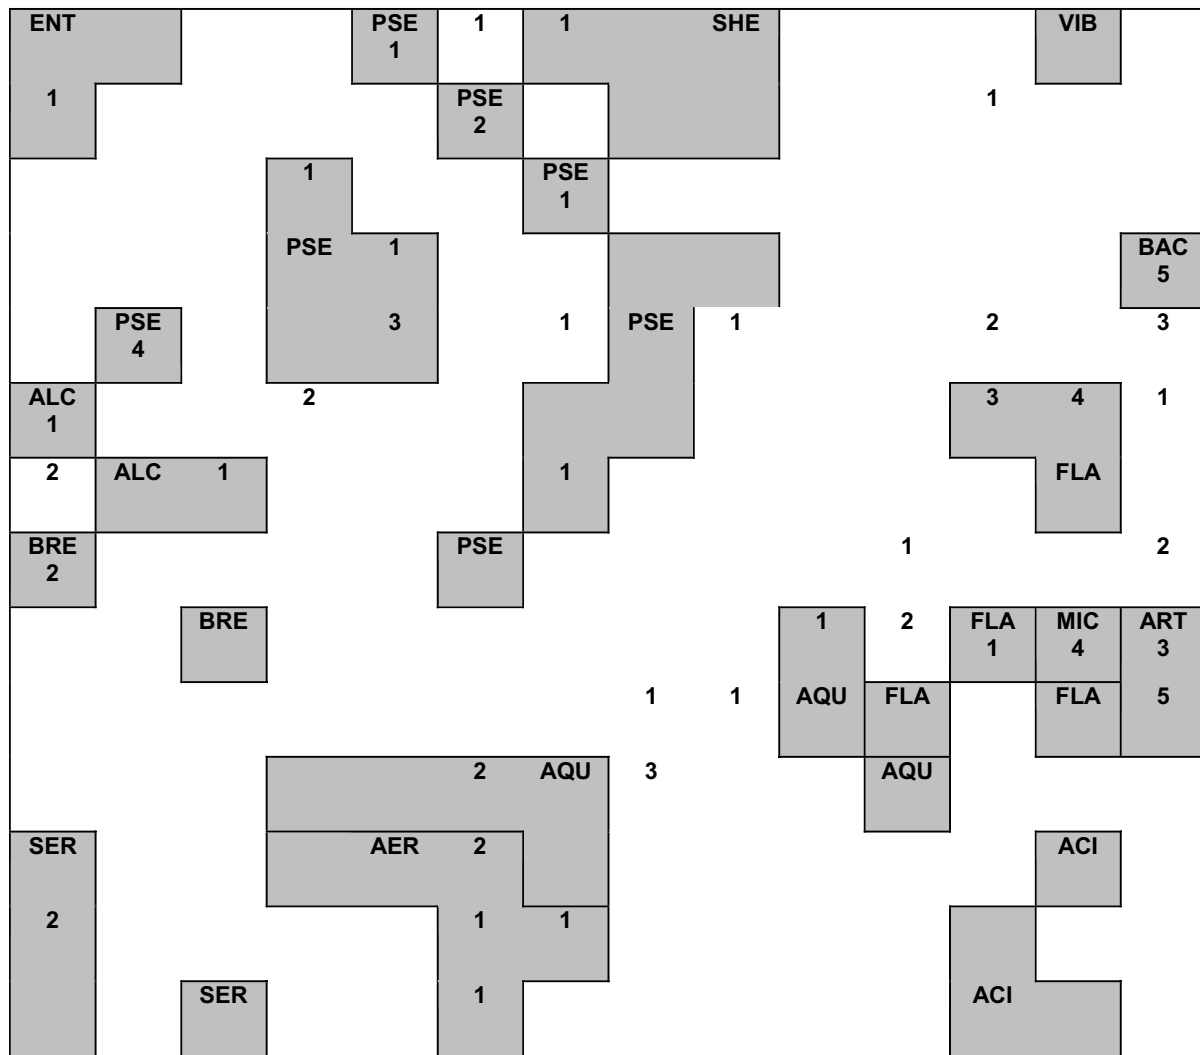 ENT PSE 1 1 SHE VIB
1
1 PSE 1
2
1 PSE
1
PSE 1 BAC
5
PSE 3 1 PSE 1 2 3
4
ALC 2 3 4 1
1
2 ALC 1 1 FLA
BRE PSE 1 2
2
BRE 1 2 FLA MIC ART
1 4 3
1 1 AQU FLA FLA 5
2 AQU 3 AQU
SER AER 2 ACI
2 1 1
SER 1 ACI